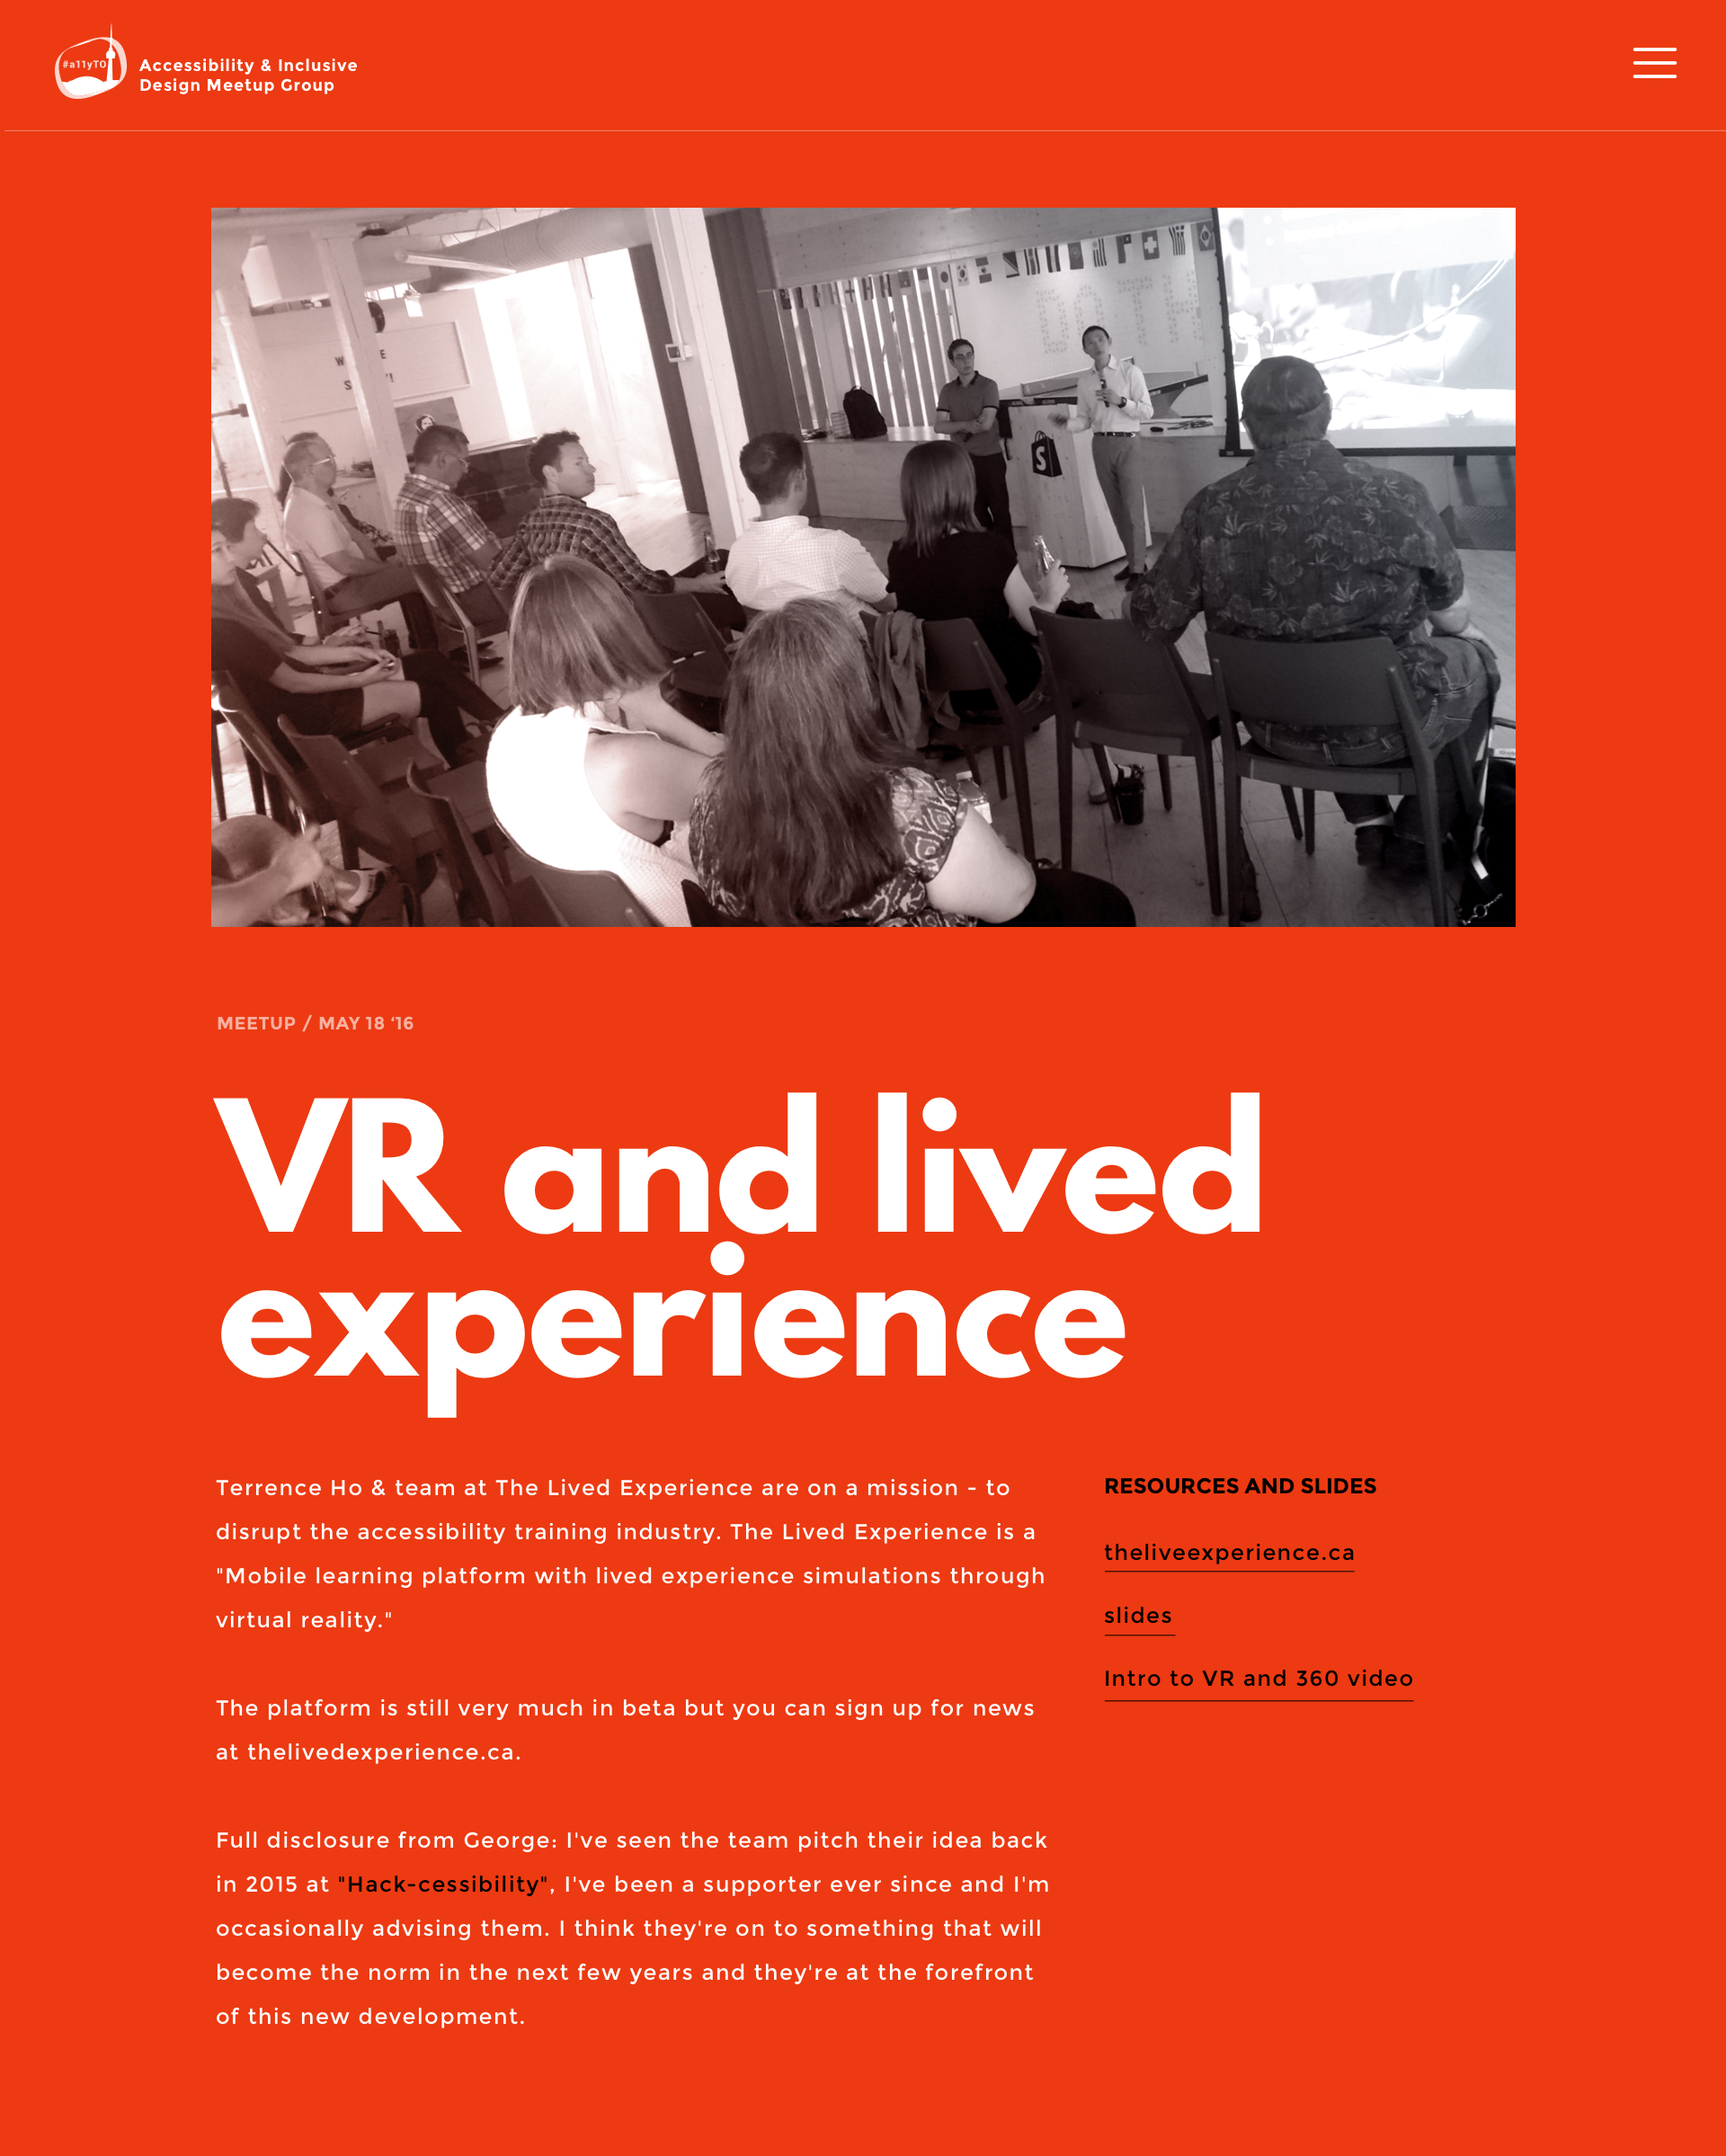 #a11yTO
Accessibility & Inclusive
Design Meetup Group
S
MEETUP / MAY 18 ‘16
VR and lived
experience
Terrence Ho & team at The Lived Experience are on a mission - to
disrupt the accessibility training industry. The Lived Experience is a
"Mobile learning platform with lived experience simulations through
virtual reality."
The platform is still very much in beta but you can sign up for news
at thelivedexperience.ca.
Full disclosure from George: I've seen the team pitch their idea back
in 2015 at "Hack-cessibility", I've been a supporter ever since and I'm
occasionally advising them. I think they're on to something that will
become the norm in the next few years and they're at the forefront
of this new development.
RESOURCES AND SLIDES
theliveexperience.ca
slides
Intro to VR and 360 video